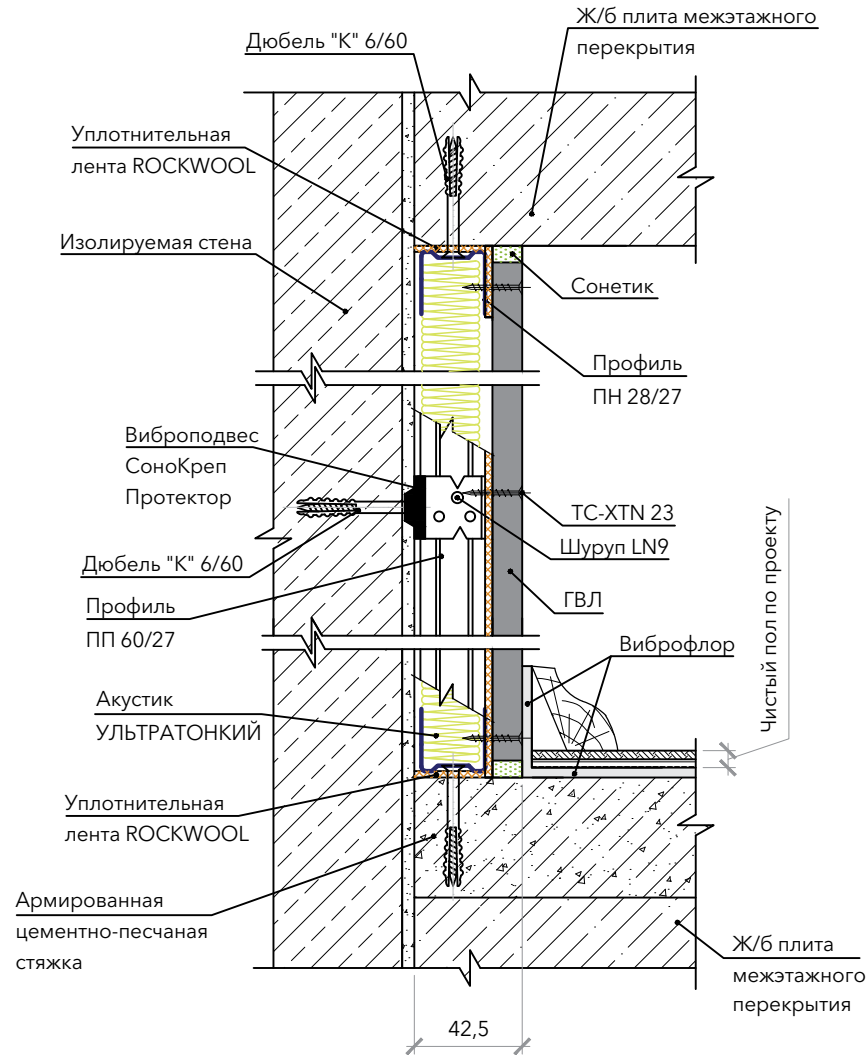 Дюбель "К" 6/60
Ж/б плита межэтажного
перекрытия
Уплотнительная
лента ROCKWOOL
Изолируемая стена
Сонетик
Профиль
ПН 28/27
Виброподвес
СоноКреп
Протектор
ТС-XTN 23
Шуруп LN9
Дюбель "К" 6/60
ГВЛ
Профиль
ПП 60/27
Виброфлор
Чистый пол по проекту
Акустик
УЛЬТРАТОНКИЙ
Уплотнительная
лента ROCKWOOL
Армированная
цементно-песчаная
стяжка
Ж/б плита
межэтажного
перекрытия
42,5